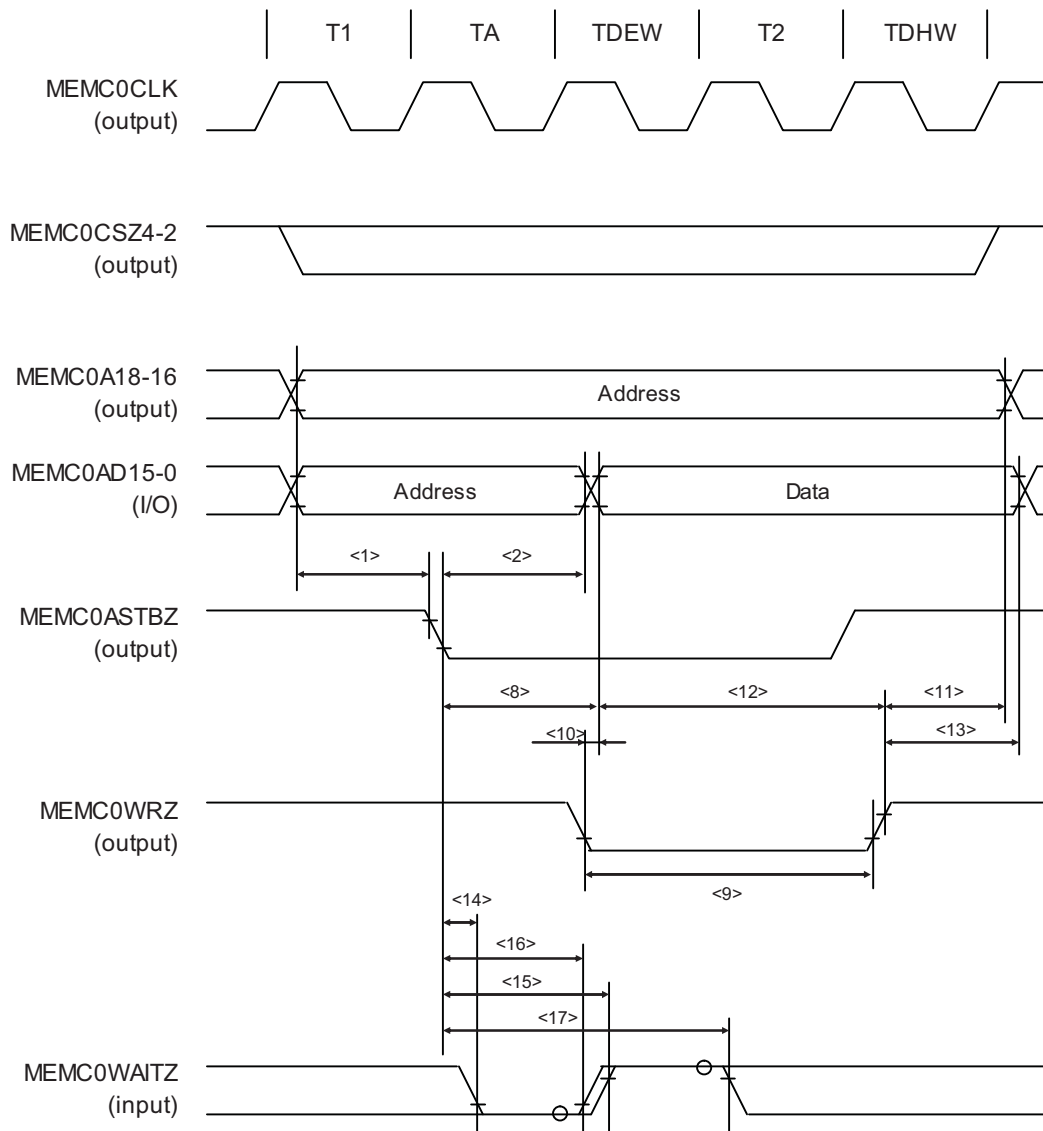 T1 TA TDEW T2 TDHW
MEMC0CLK
(output)
MEMC0CSZ4-2
(output)
MEMC0A18-16
(output)
Address
MEMC0AD15-0
(I/O)
Address Data
<1> <2>
MEMC0ASTBZ
(output)
<8> <12> <11>
<10> <13>
MEMC0WRZ
(output)
<9>
<14>
<16>
<15>
<17>
MEMC0WAITZ
(input)